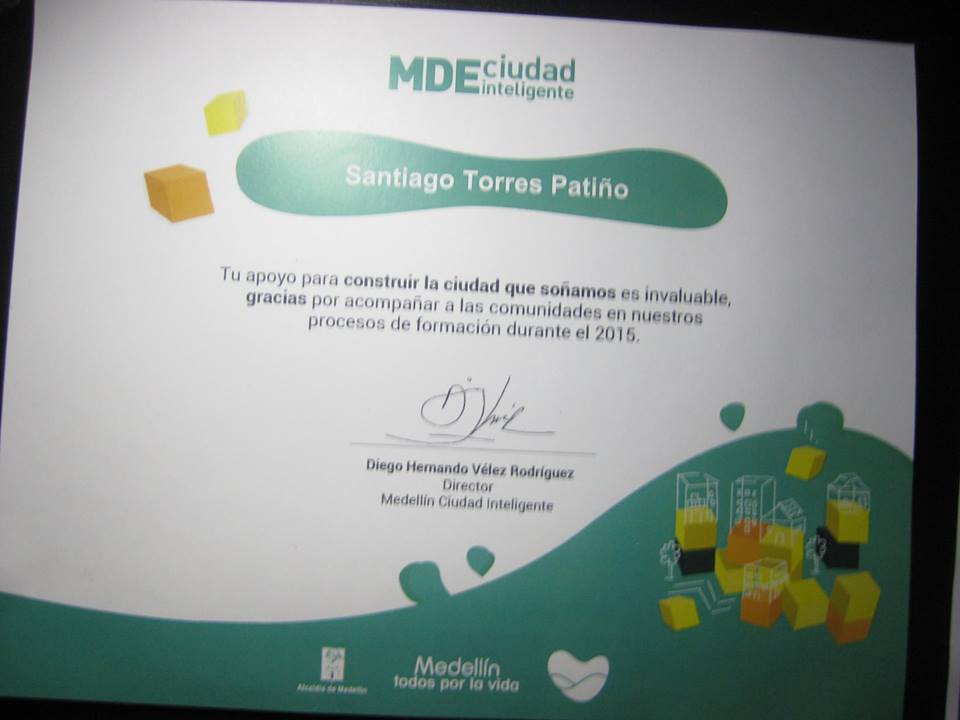 MDE ciudad
inteligente
Santiago Torres Patiño
Tu apoyo para construir la ciudad que soñamos es invaluable,
gracias por acompañar a las comunidades en nuestros
procesos de formación durante el 2015.
Diego Hernando Vélez Rodríguez
Director
Medellín Ciudad Inteligente
Alcaldía de Medellín
Medellín
todos por la vida